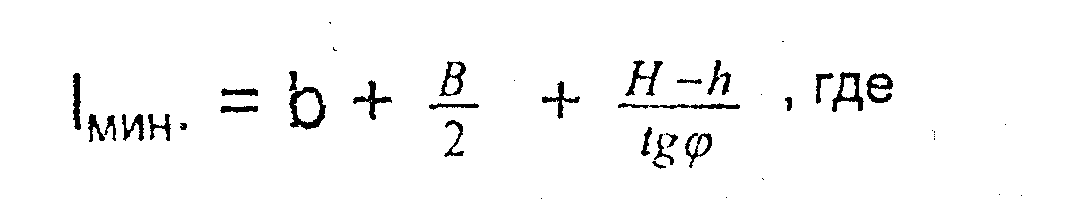 lмин. = b + B/2 + H–h/tgφ , где